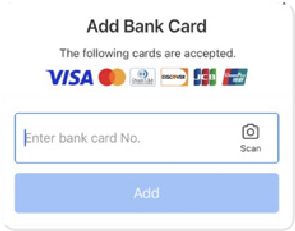 Add Bank Card
The following cards are accepted.
VISA DISCOVER JCB
Enter bank card No.
Scan
Add